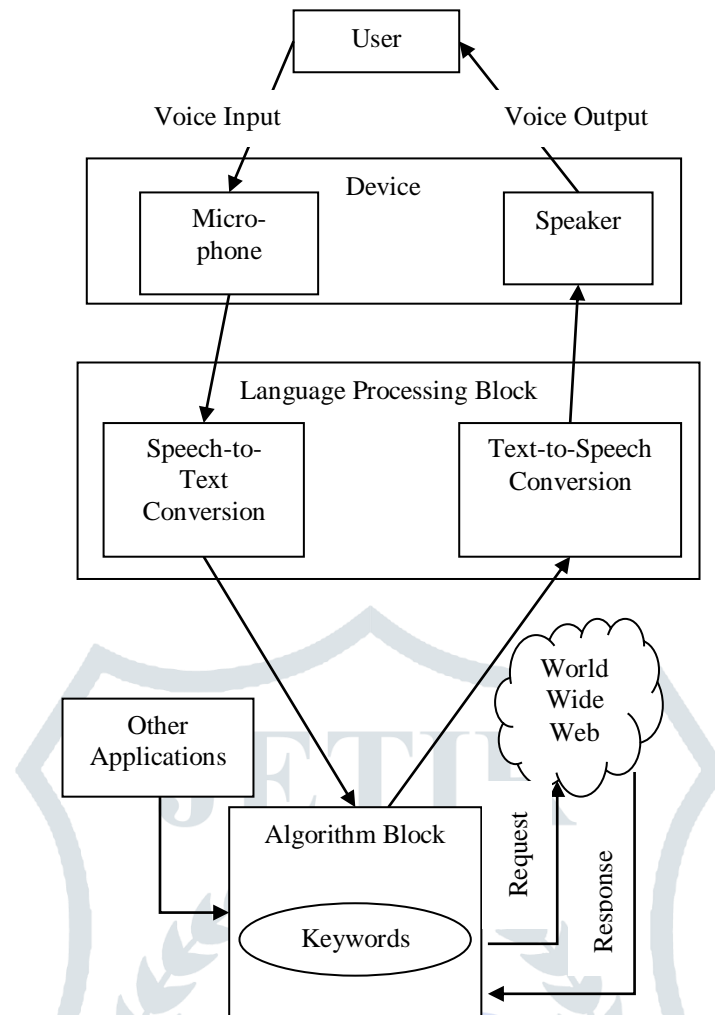 User
Voice Input
Voice Output
Device
Micro-
phone
Speaker
Language Processing Block
Speech-to-
Text
Conversion
Text-to-Speech
Conversion
World
Wide
Web
Other
Applications
JETIR
Algorithm Block
Keywords
Request
Response